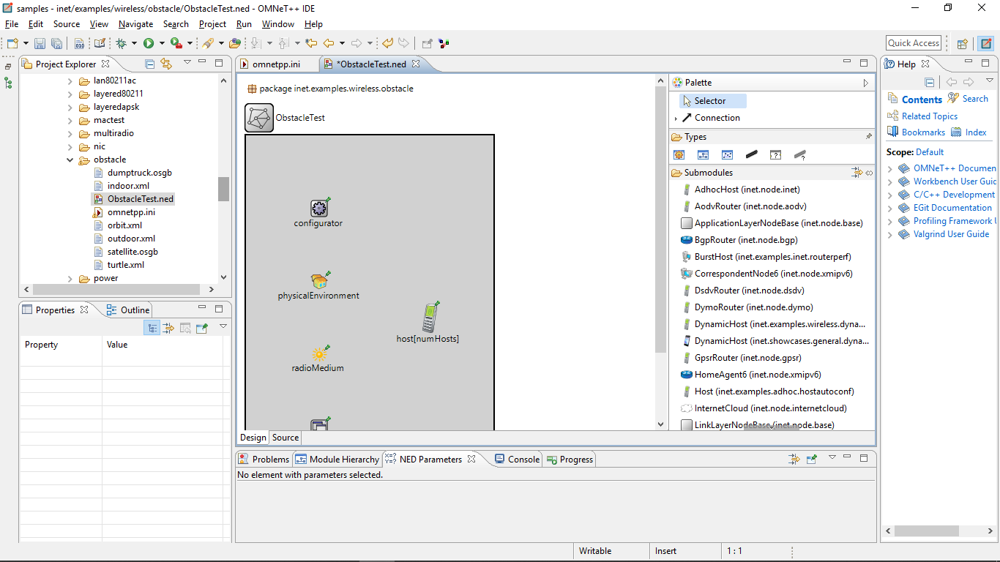 samples - inet/examples/wireless/obstacle/ObstacleTest.ned - OMNeT++ IDE
File Edit Source View Navigate Search Project Run Window Help
Quick Access
Project Explorer
lan80211ac
layered80211
layeredapsk
mactest
multiradio
nic
obstacle
dumptruck.osgb
indoor.xml
ObstacleTest.ned
omnetpp.ini
orbit.xml
outdoor.xml
satellite.osgb
turtle.xml
power
Properties
Outline
Property Value
omnetpp.ini
*ObstacleTest.ned
package inet.examples.wireless.obstacle
ObstacleTest
configurator
physicalEnvironment
host[numHosts]
radioMedium
Design Source
Palette
Selector
Connection
Types
Submodules
AdhocHost (inet.node.inet)
AodvRouter (inet.node.aodv)
ApplicationLayerNodeBase (inet.node.base)
BgpRouter (inet.node.bgp)
BurstHost (inet.examples.inet.routerperf)
CorrespondentNode6 (inet.node.xmipv6)
DsdvRouter (inet.node.dsdv)
DymoRouter (inet.node.dymo)
DynamicHost (inet.examples.wireless.dyna...
DynamicHost (inet.showcases.general.dyna...
GpsrRouter (inet.node.gpsr)
HomeAgent6 (inet.node.xmipv6)
Host (inet.examples.adhoc.hostautoconf)
InternetCloud (inet.node.internetcloud)
LinkLayerNodeBase (inet.node.base)
Problems Module Hierarchy NED Parameters Console Progress
No element with parameters selected.
Help
Contents Search
Related Topics
Bookmarks Index
Scope: Default
OMNeT++ Documen
Workbench User Guid
C/C++ Development
EGit Documentation
Profiling Framework U
Valgrind User Guide
Writable Insert 1 : 1